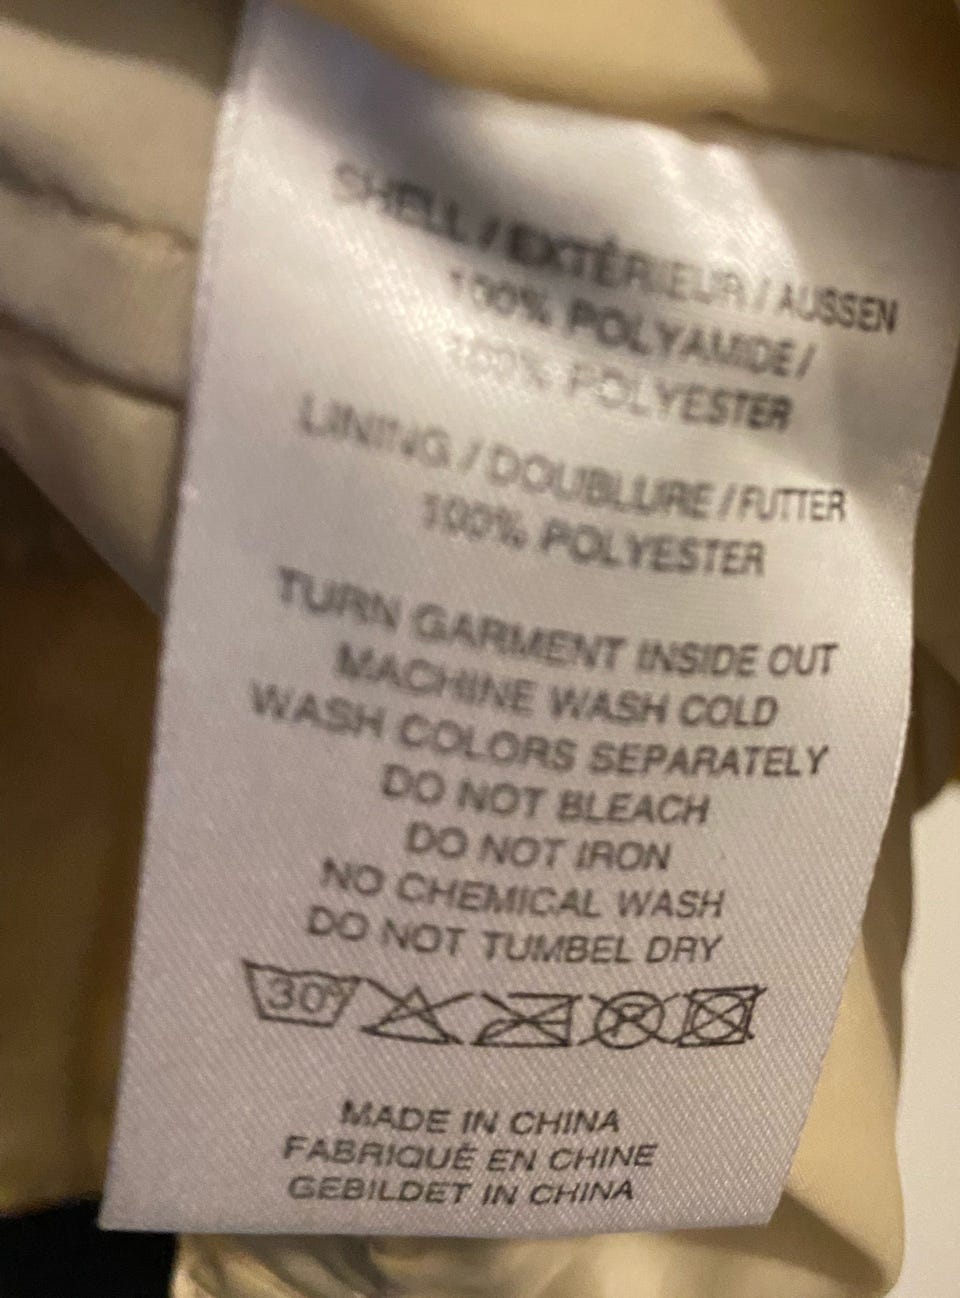 SHELL / EXTÉRIEUR / AUSSEN
100% POLYAMIDE /
100% POLYESTER
LINING / DOUBLURE / FUTTER
100% POLYESTER
TURN GARMENT INSIDE OUT
MACHINE WASH COLD
WASH COLORS SEPARATELY
DO NOT BLEACH
DO NOT IRON
NO CHEMICAL WASH
DO NOT TUMBEL DRY
30° P
MADE IN CHINA
FABRIQUÉ EN CHINE
GEBILDET IN CHINA